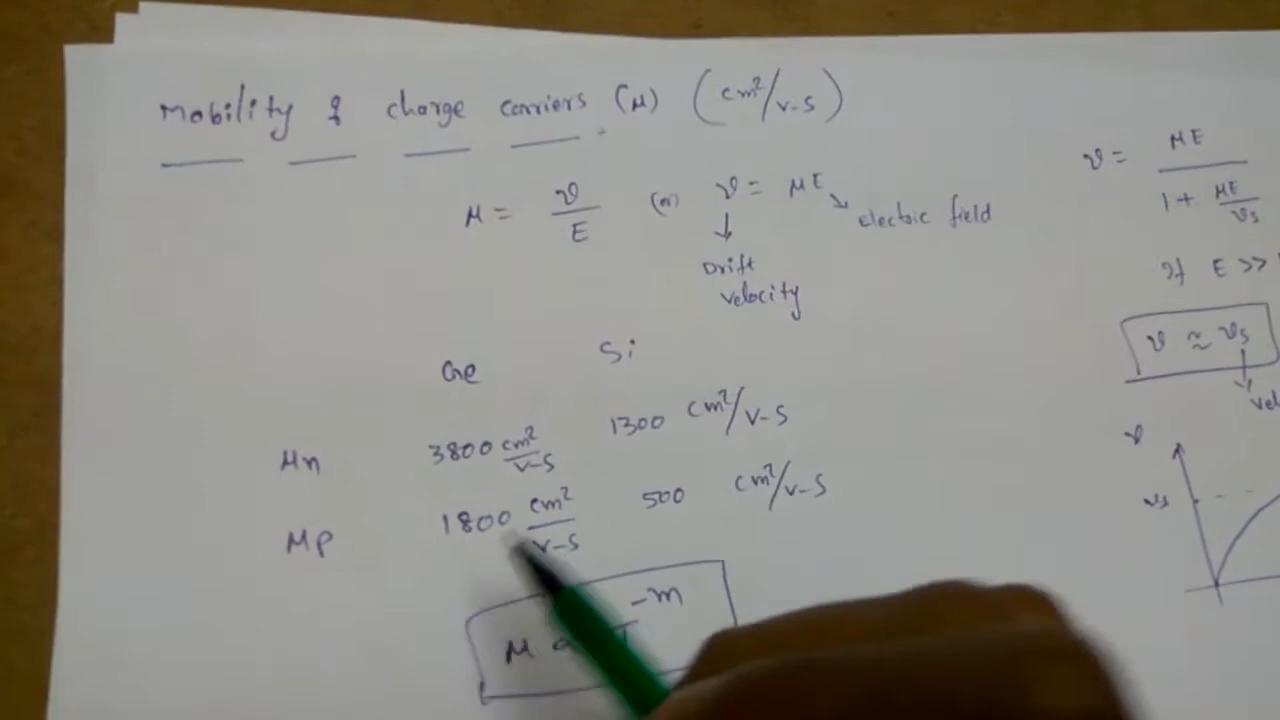 Mobility of charge carriers (μ) (cm²/v-s)
μ = v/E (or) v = μE
electric field
Drift
velocity
v = μE / 1 + μE/vs
If E >>
v ≃ vs
vel
Ge Si
μn 3800 cm²/v-s 1300 cm²/v-s
μp 1800 cm²/v-s 500 cm²/v-s
μ -m
v
vs